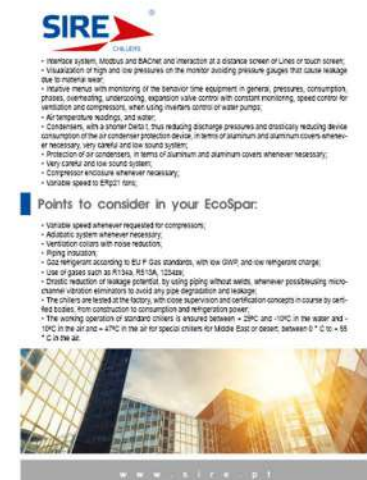 SIRE
®
CHILLERS
• Interface system, Modbus and BACnet and interaction at a distance screen of Lines or touch screen;
• Visualization of high and low pressures on the monitor avoiding pressure gauges that cause leakage
due to material wear;
• Intuitive menus with monitoring of the behavior time equipment in general, pressures, consumption,
phases, overheating, undercooling, expansion valve control with constant monitoring, speed control for
ventilation and compressors, when using inverters control of water pumps;
• Air temperature readings, and water;
• Condensers, with a shorter Delta t, thus reducing discharge pressures and drastically reducing device
consumption of the air condenser protection device, in terms of aluminum and aluminum covers whenev-
er necessary, very careful and low sound system;
• Protection of air condensers, in terms of aluminum and aluminum covers whenever necessary;
• Very careful and low sound system;
• Compressor enclosure whenever necessary;
• Variable speed to ERp21 fans;
Points to consider in your EcoSpar:
• Variable speed whenever requested for compressors;
• Adiabatic system whenever necessary;
• Ventilation collars with noise reduction;
• Piping insulation;
• Gaz refrigerant according to EU F Gas standards, with low GWP, and low refrigerant charge;
• Use of gases such as R134a, R513A, 1234ze;
• Drastic reduction of leakage potential, by using piping without welds, whenever possibleusing micro-
channel vibration eliminators to avoid any pipe degradation and leakage;
• The chillers are tested at the factory, with close supervision and certification concepts in course by certi-
fied bodies, from construction to consumption and refrigeration power;
• The working operation of standard chillers is ensured between + 25ºC and -10ºC in the water and -
10ºC in the air and + 47ºC in the air for special chillers for Middle East or desert, between 0 ° C to + 55
° C in the air.
www.sire.pt